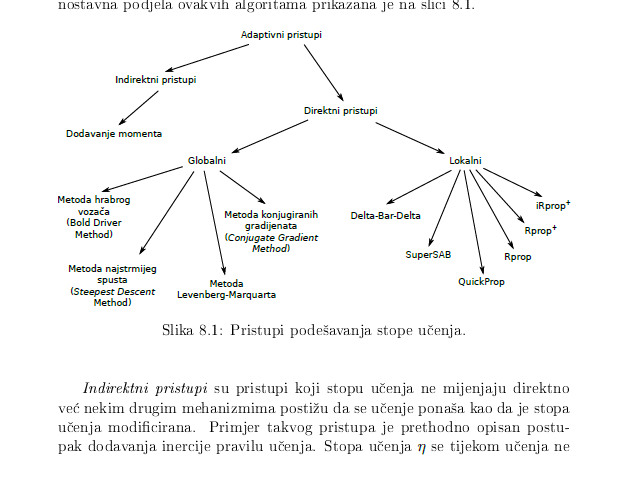 nostavna podjela ovakvih algoritama prikazana je na slici 8.1.
Adaptivni pristupi
Indirektni pristupi
Dodavanje momenta
Direktni pristupi
Globalni
Lokalni
Metoda hrabrog
vozača
(Bold Driver
Method)
Metoda najstrmijeg
spusta
(Steepest Descent
Method)
Metoda
Levenberg-Marquarta
Metoda konjugiranih
gradijenata
(Conjugate Gradient
Method)
Delta-Bar-Delta
SuperSAB
QuickProp
Rprop
Rprop⁺
iRprop⁺
Slika 8.1: Pristupi podešavanja stope učenja.
Indirektni pristupi su pristupi koji stopu učenja ne mijenjaju direktno
već nekim drugim mehanizmima postižu da se učenje ponaša kao da je stopa
učenja modificirana. Primjer takvog pristupa je prethodno opisan postu-
pak dodavanja inercije pravilu učenja. Stopa učenja η se tijekom učenja ne